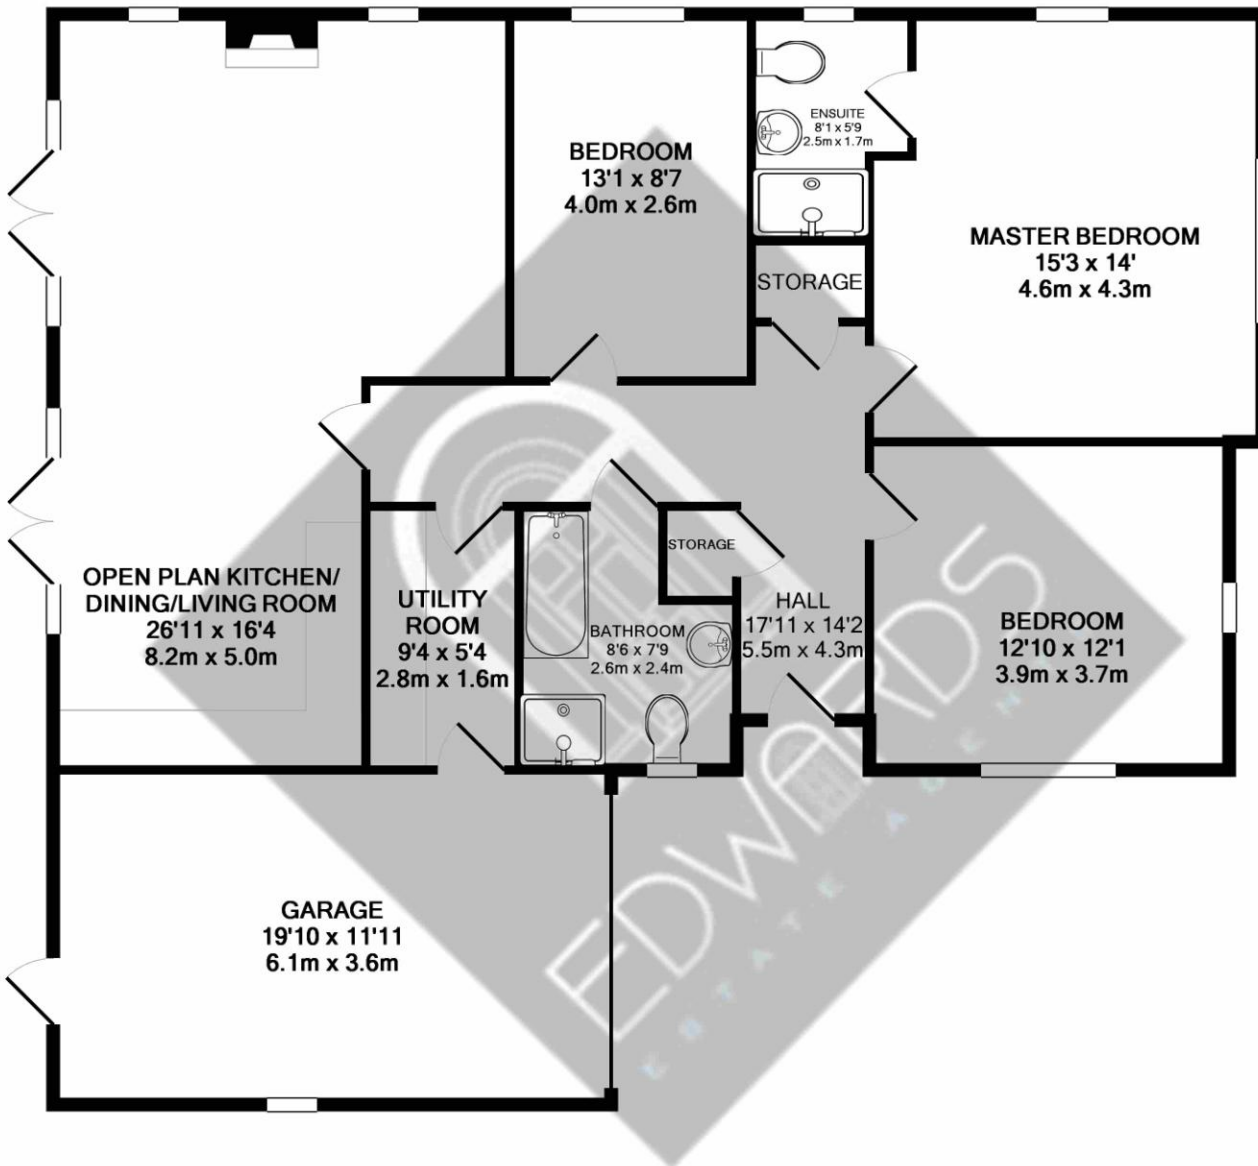 BEDROOM
13'1 x 8'7
4.0m x 2.6m
ENSUITE
8'1 x 5'9
2.5m x 1.7m
MASTER BEDROOM
15'3 x 14'
4.6m x 4.3m
STORAGE
OPEN PLAN KITCHEN/
DINING/LIVING ROOM
26'11 x 16'4
8.2m x 5.0m
UTILITY
ROOM
9'4 x 5'4
2.8m x 1.6m
STORAGE
BATHROOM
8'6 x 7'9
2.6m x 2.4m
HALL
17'11 x 14'2
5.5m x 4.3m
BEDROOM
12'10 x 12'1
3.9m x 3.7m
GARAGE
19'10 x 11'11
6.1m x 3.6m
EDWARDS
ESTATE AGENTS